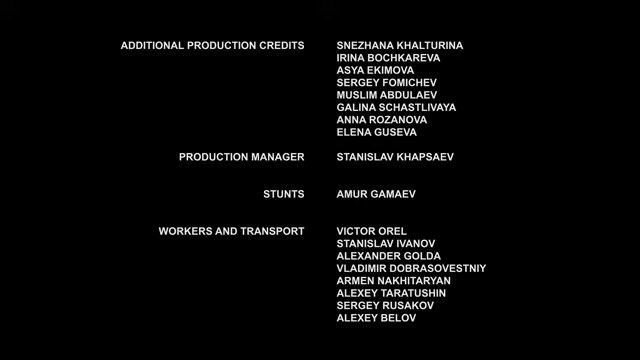 ADDITIONAL PRODUCTION CREDITS SNEZHANA KHALTURINA
IRINA BOCHKAREVA
ASYA EKIMOVA
SERGEY FOMICHEV
MUSLIM ABDULAEV
GALINA SCHASTLIVAYA
ANNA ROZANOVA
ELENA GUSEVA
PRODUCTION MANAGER STANISLAV KHAPSAEV
STUNTS AMUR GAMAEV
WORKERS AND TRANSPORT VICTOR OREL
STANISLAV IVANOV
ALEXANDER GOLDA
VLADIMIR DOBRASOVESTNIY
ARMEN NAKHITARYAN
ALEXEY TARATUSHIN
SERGEY RUSAKOV
ALEXEY BELOV